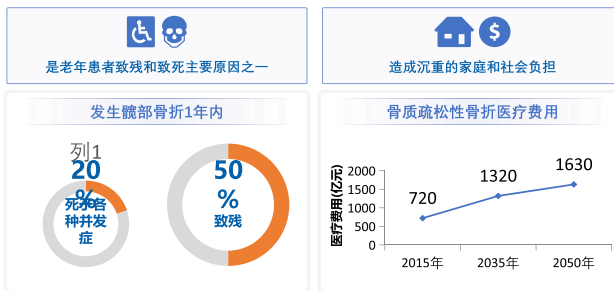 是老年患者致残和致死主要原因之一
造成沉重的家庭和社会负担
发生髋部骨折1年内
列1
20
%
死于各
种并发
症
50
%
致残
骨质疏松性骨折医疗费用
医疗费用(亿元)
2000
1500
1000
500
0
720
1320
1630
2015年
2035年
2050年